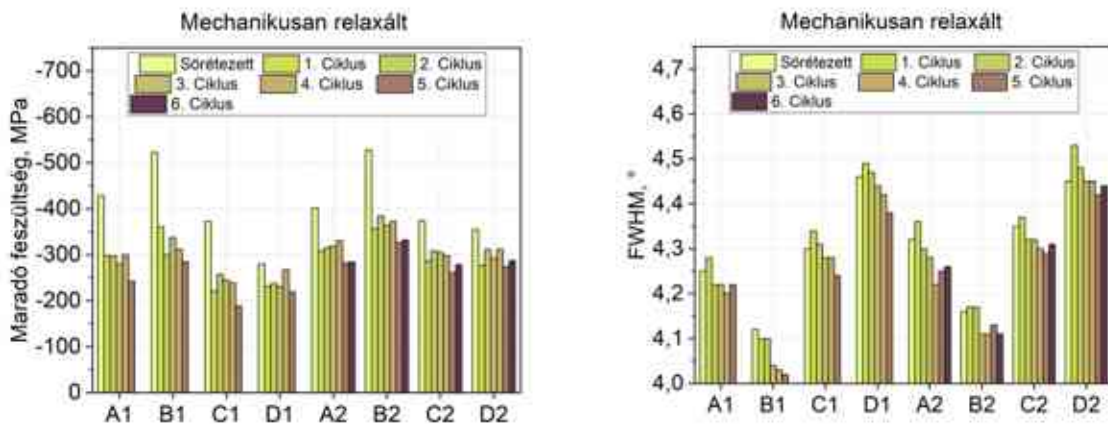 Mechanikusan relaxált
Maradó feszültség, MPa
-700
-600
-500
-400
-300
-200
-100
0
Sörétezett 1. Ciklus 2. Ciklus
3. Ciklus 4. Ciklus 5. Ciklus
6. Ciklus
A1 B1 C1 D1 A2 B2 C2 D2
Mechanikusan relaxált
FWHM, °
4,7
4,6
4,5
4,4
4,3
4,2
4,1
4,0
Sörétezett 1. Ciklus 2. Ciklus
3. Ciklus 4. Ciklus 5. Ciklus
6. Ciklus
A1 B1 C1 D1 A2 B2 C2 D2